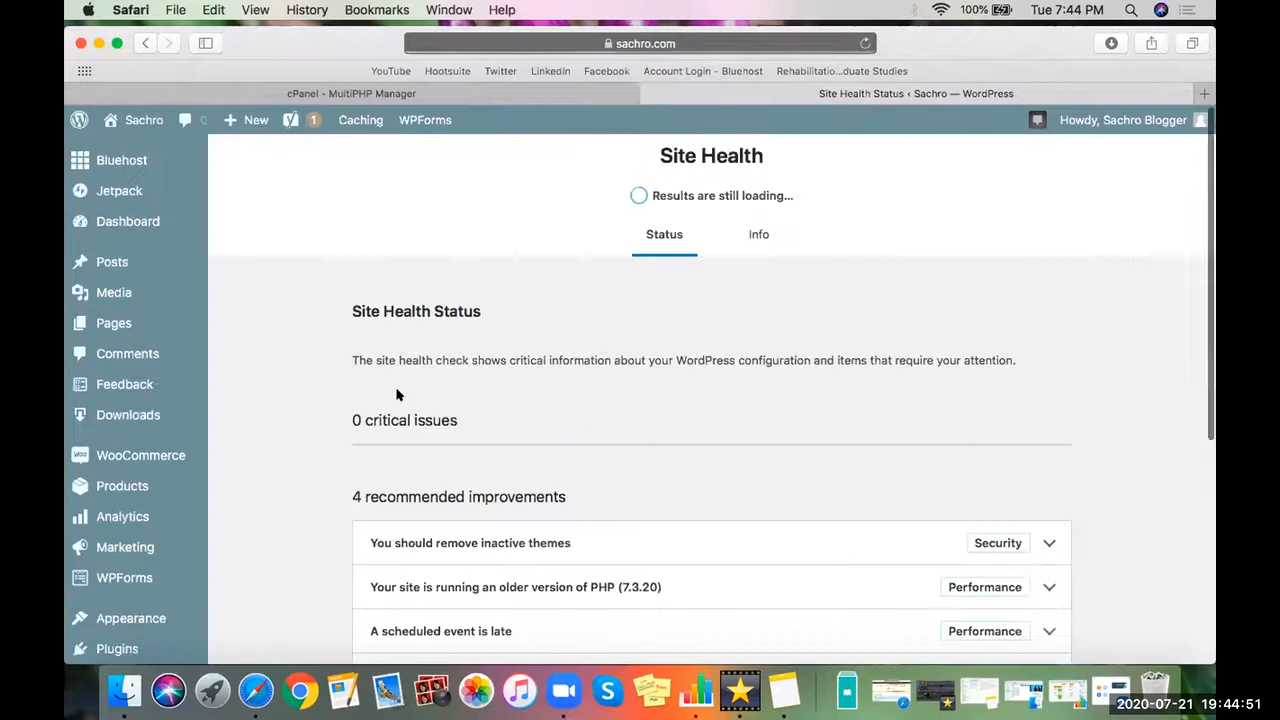 Safari File Edit View History Bookmarks Window Help 100% Tue 7:44 PM
sachro.com
YouTube Hootsuite Twitter LinkedIn Facebook Account Login - Bluehost Rehabilitatio...duate Studies
cPanel - MultiPHP Manager Site Health Status ‹ Sachro — WordPress
Sachro New 1 Caching WPForms Howdy, Sachro Blogger
Bluehost
Jetpack
Dashboard
Posts
Media
Pages
Comments
Feedback
Downloads
WooCommerce
Products
Analytics
Marketing
WPForms
Appearance
Plugins
Site Health
Results are still loading...
Status Info
Site Health Status
The site health check shows critical information about your WordPress configuration and items that require your attention.
0 critical issues
4 recommended improvements
You should remove inactive themes Security
Your site is running an older version of PHP (7.3.20) Performance
A scheduled event is late Performance
2020-07-21 19:44:51